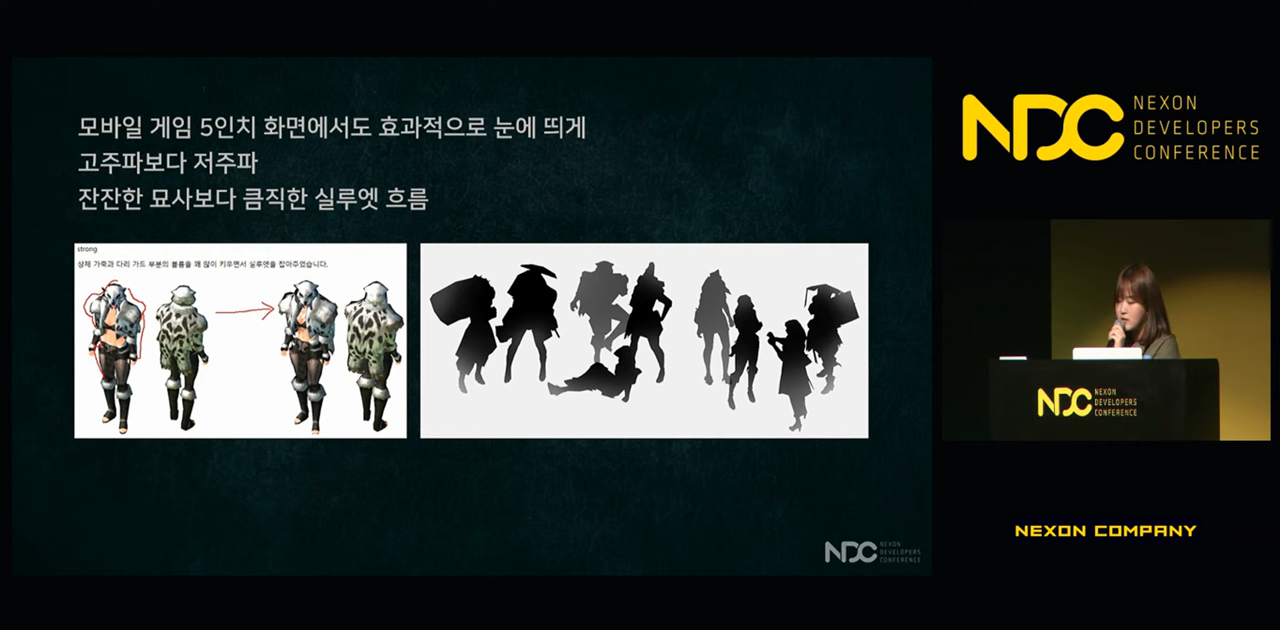 모바일 게임 5인치 화면에서도 효과적으로 눈에 띄게
고주파보다 저주파
잔잔한 묘사보다 큼직한 실루엣 흐름
strong
상체 가죽과 다리 가드 부분의 볼륨을 꽤 많이 키우면서 실루엣을 잡아주었습니다.
NDC NEXON
DEVELOPERS
CONFERENCE
NDC NEXON
DEVELOPERS
CONFERENCE
NDC NEXON
DEVELOPERS
CONFERENCE
NEXON COMPANY